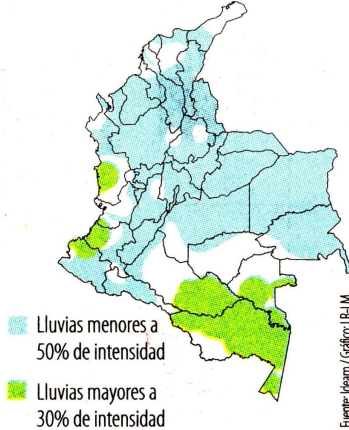 Lluvias menores a
50% de intensidad
Lluvias mayores a
30% de intensidad
Fuente: Ideam / Gráfico: LR-LM